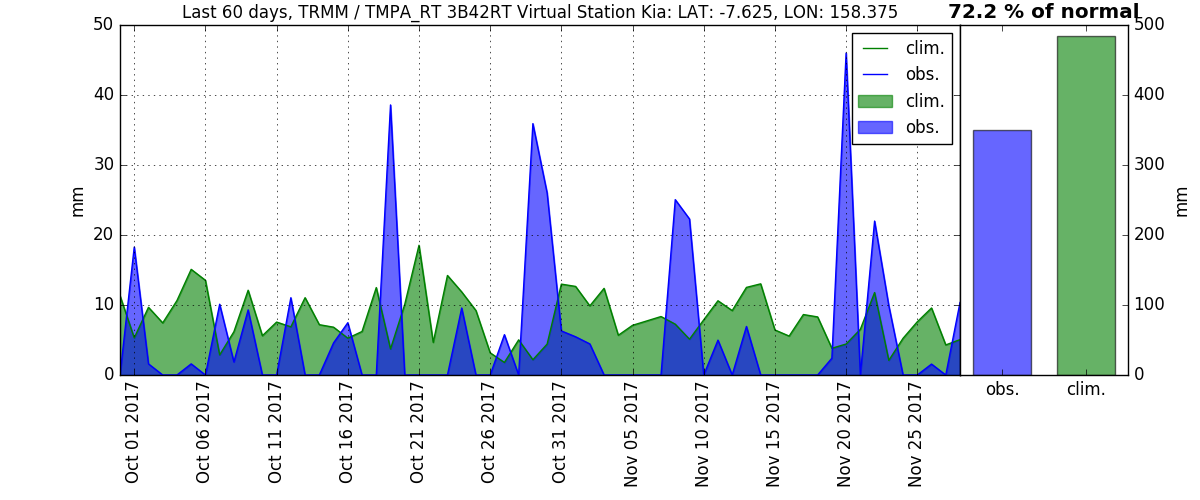 Last 60 days, TRMM / TMPA_RT 3B42RT Virtual Station Kia: LAT: -7.625, LON: 158.375
72.2 % of normal
50
40
30
20
10
0
mm
clim.
obs.
clim.
obs.
500
400
300
200
100
0
mm
Oct 01 2017
Oct 06 2017
Oct 11 2017
Oct 16 2017
Oct 21 2017
Oct 26 2017
Oct 31 2017
Nov 05 2017
Nov 10 2017
Nov 15 2017
Nov 20 2017
Nov 25 2017
obs.
clim.